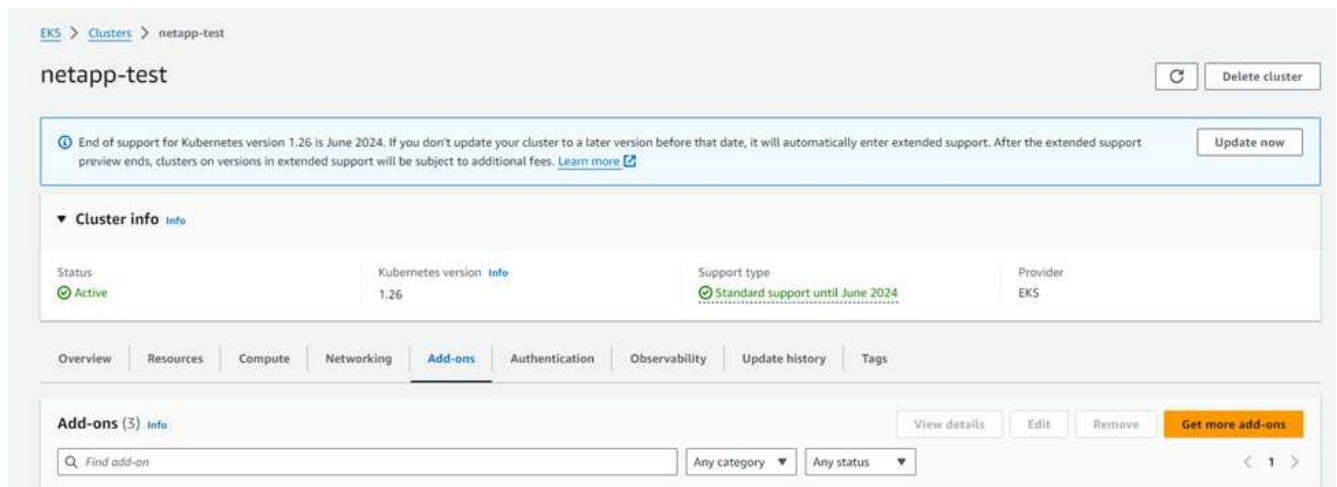 EKS > Clusters > netapp-test
netapp-test
Delete cluster
End of support for Kubernetes version 1.26 is June 2024. If you don't update your cluster to a later version before that date, it will automatically enter extended support. After the extended support
preview ends, clusters on versions in extended support will be subject to additional fees. Learn more
Update now
Cluster info Info
Status
Active
Kubernetes version Info
1.26
Support type
Standard support until June 2024
Provider
EKS
Overview Resources Compute Networking Add-ons Authentication Observability Update history Tags
Add-ons (3) Info
View details Edit Remove Get more add-ons
Find add-on
Any category Any status < 1 >